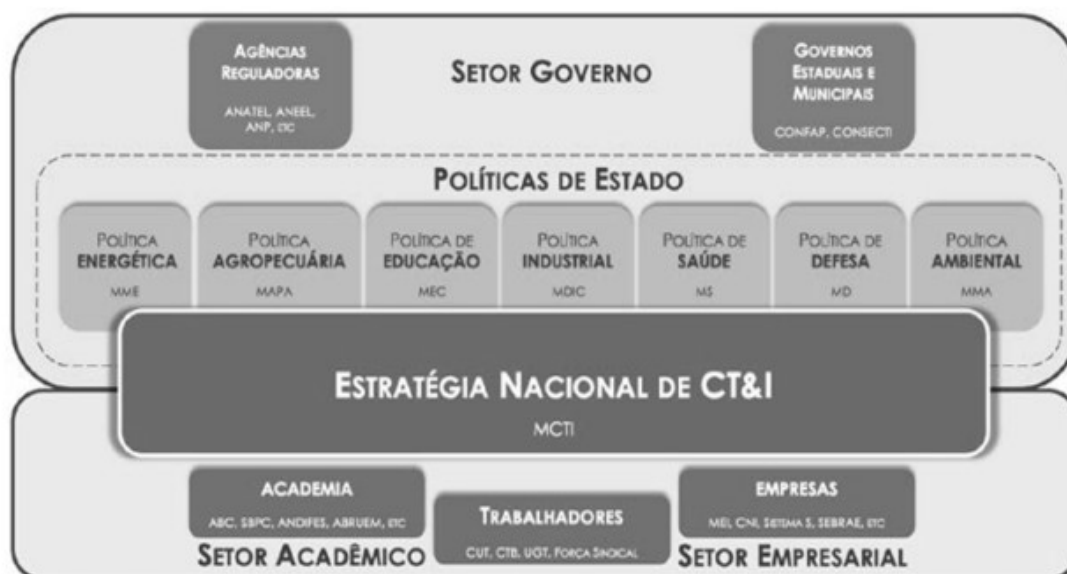 AGÊNCIAS
REGULADORAS
ANATEL, ANEEL,
ANP, ETC
SETOR GOVERNO
GOVERNOS
ESTADUAIS E
MUNICIPAIS
CONFAP, CONSECTI
POLÍTICAS DE ESTADO
POLÍTICA
ENERGÉTICA
MME
POLÍTICA
AGROPECUÁRIA
MAPA
POLÍTICA DE
EDUCAÇÃO
MEC
POLÍTICA
INDUSTRIAL
MDIC
POLÍTICA DE
SAÚDE
MS
POLÍTICA DE
DEFESA
MD
POLÍTICA
AMBIENTAL
MMA
ESTRATÉGIA NACIONAL DE CT&I
MCTI
ACADEMIA
ABC, SBPC, ANDIFES, ABRUEM, ETC
SETOR ACADÊMICO
TRABALHADORES
CUT, CTB, UGT, FORÇA SINDICAL
EMPRESAS
MEI, CNI, SISTEMA S, SEBRAE, ETC
SETOR EMPRESARIAL